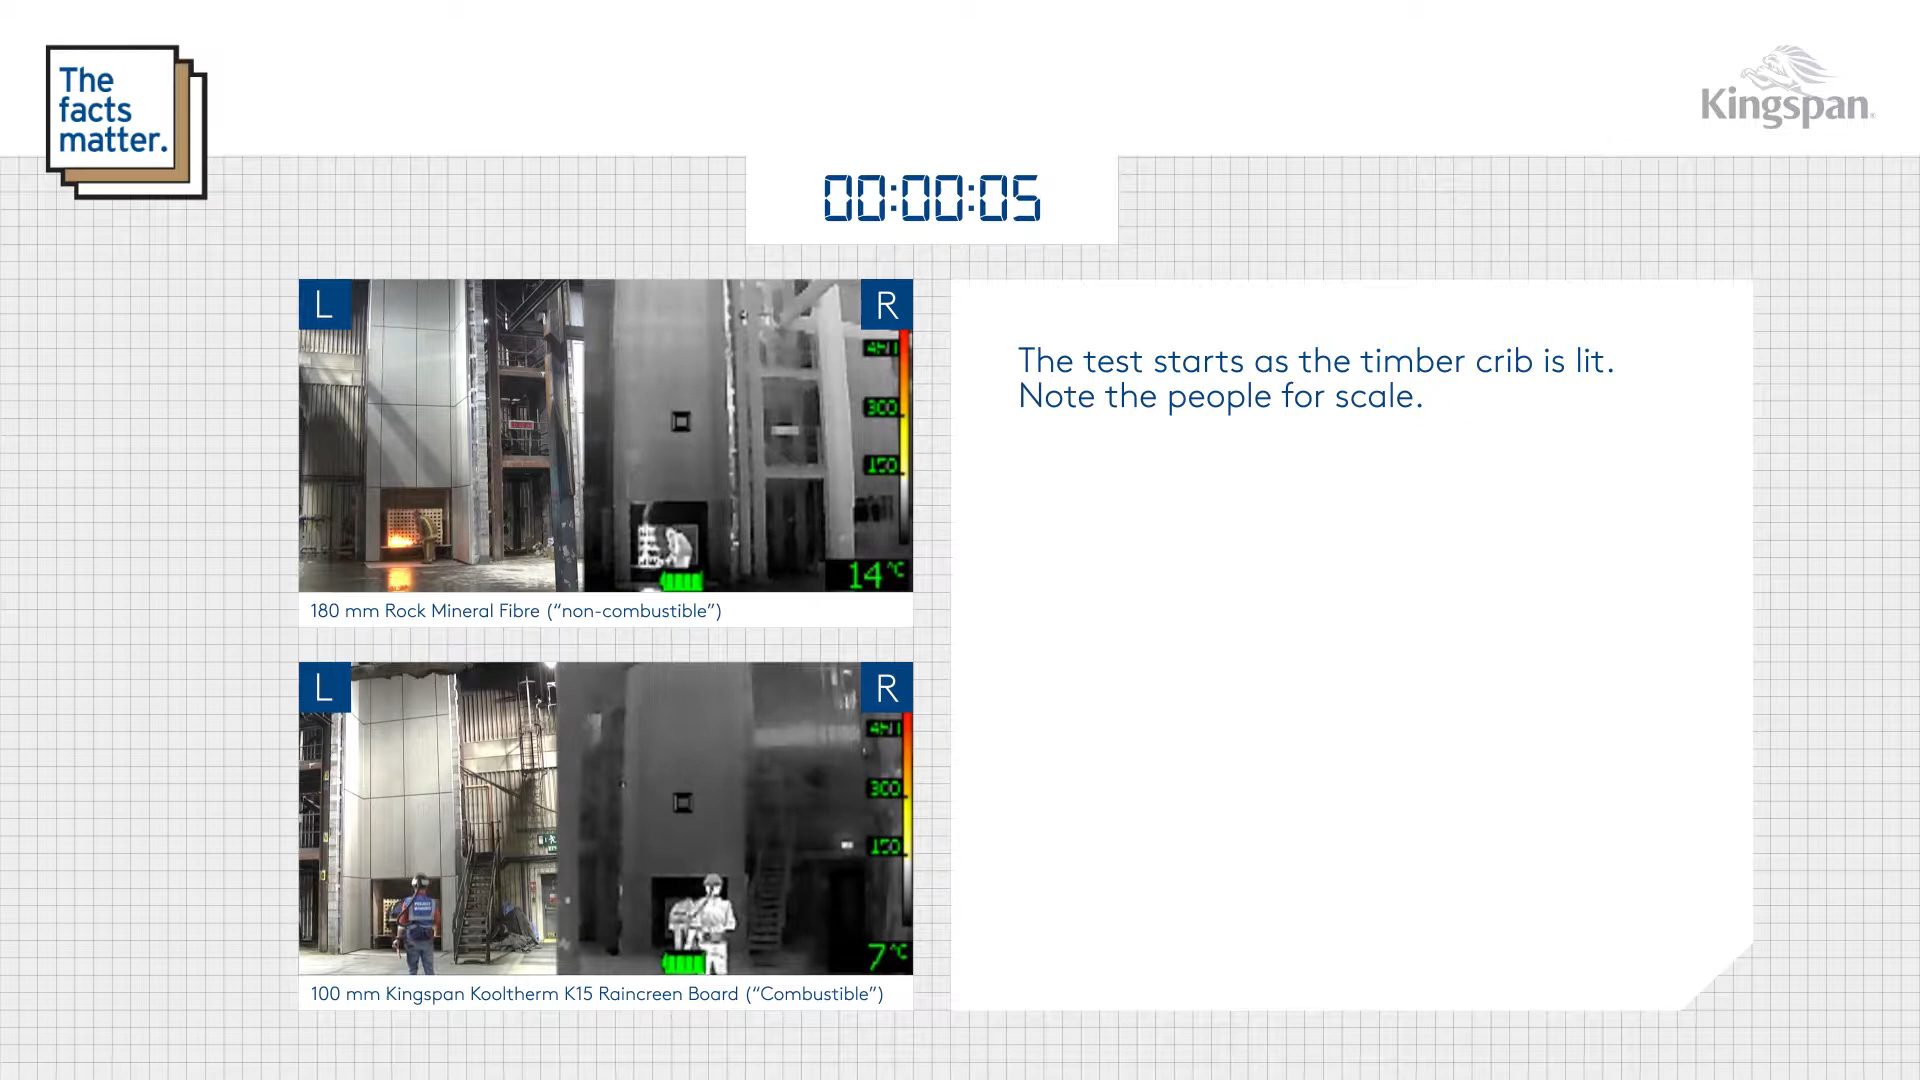 The
facts
matter.
Kingspan
00:00:05
L
R
300
150
14°C
180 mm Rock Mineral Fibre (“non-combustible”)
The test starts as the timber crib is lit.
Note the people for scale.
L
R
300
150
7°C
100 mm Kingspan Kooltherm K15 Raincreen Board (“Combustible”)